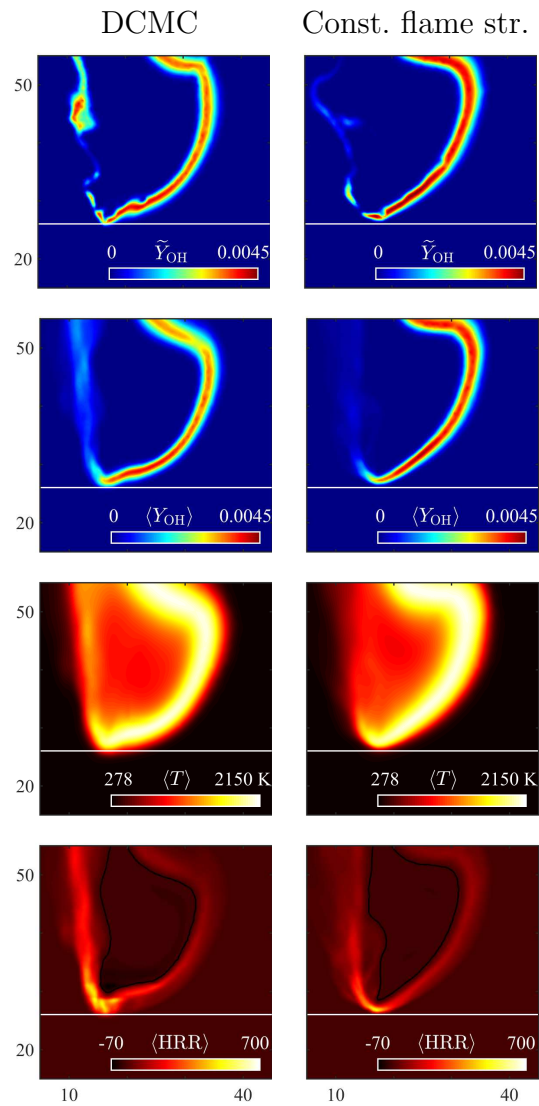 DCMC Const. flame str.
50
20
0 Ỹ_OH 0.0045 0 Ỹ_OH 0.0045
50
20
0 ⟨Y_OH⟩ 0.0045 0 ⟨Y_OH⟩ 0.0045
50
20
278 ⟨T⟩ 2150 K 278 ⟨T⟩ 2150 K
50
20
-70 ⟨HRR⟩ 700 -70 ⟨HRR⟩ 700
10 40 10 40